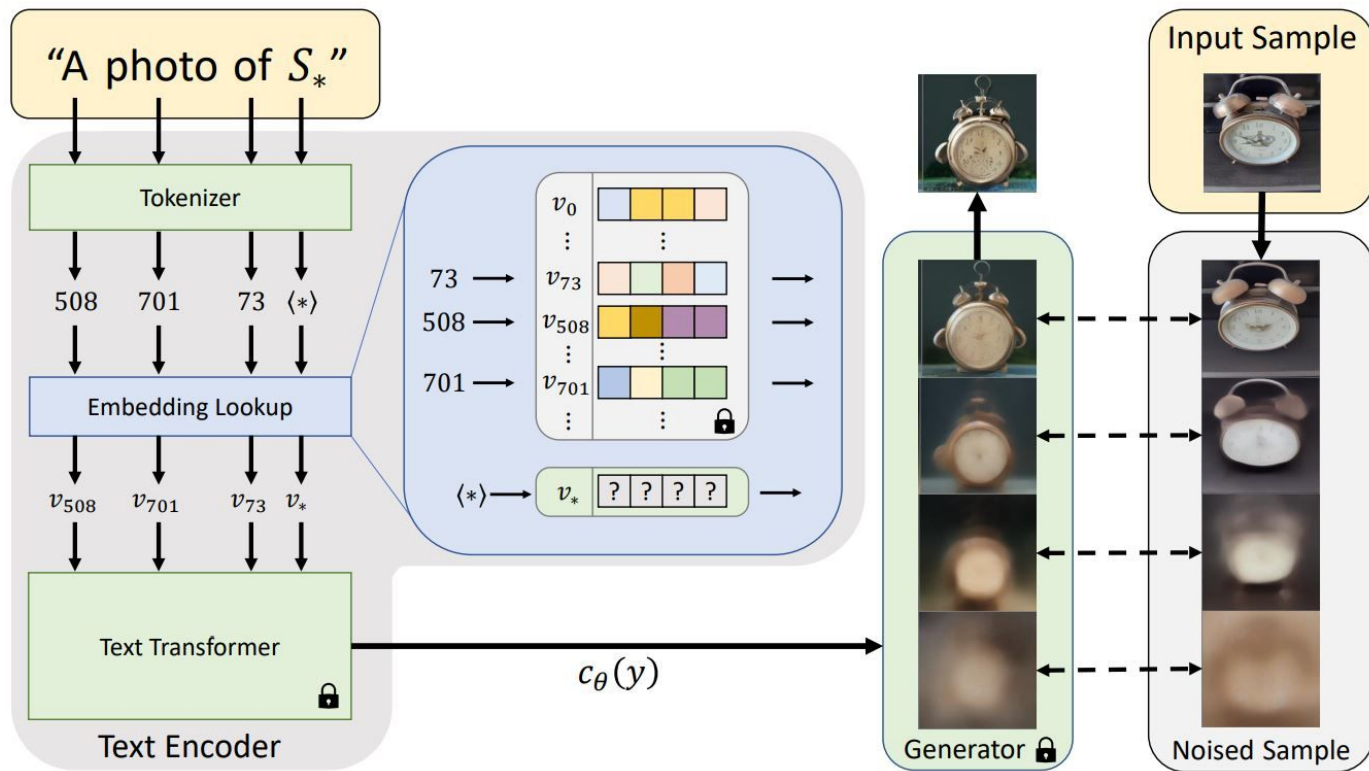 “A photo of S*”
Tokenizer
508 701 73 ⟨*⟩
Embedding Lookup
v508 v701 v73 v*
Text Transformer
Text Encoder
v0
⋮ ⋮
73 v73
508 v508
⋮ ⋮
701 v701
⋮ ⋮
⟨*⟩ v* ? ? ? ?
cθ(y)
Generator
Input Sample
Noised Sample